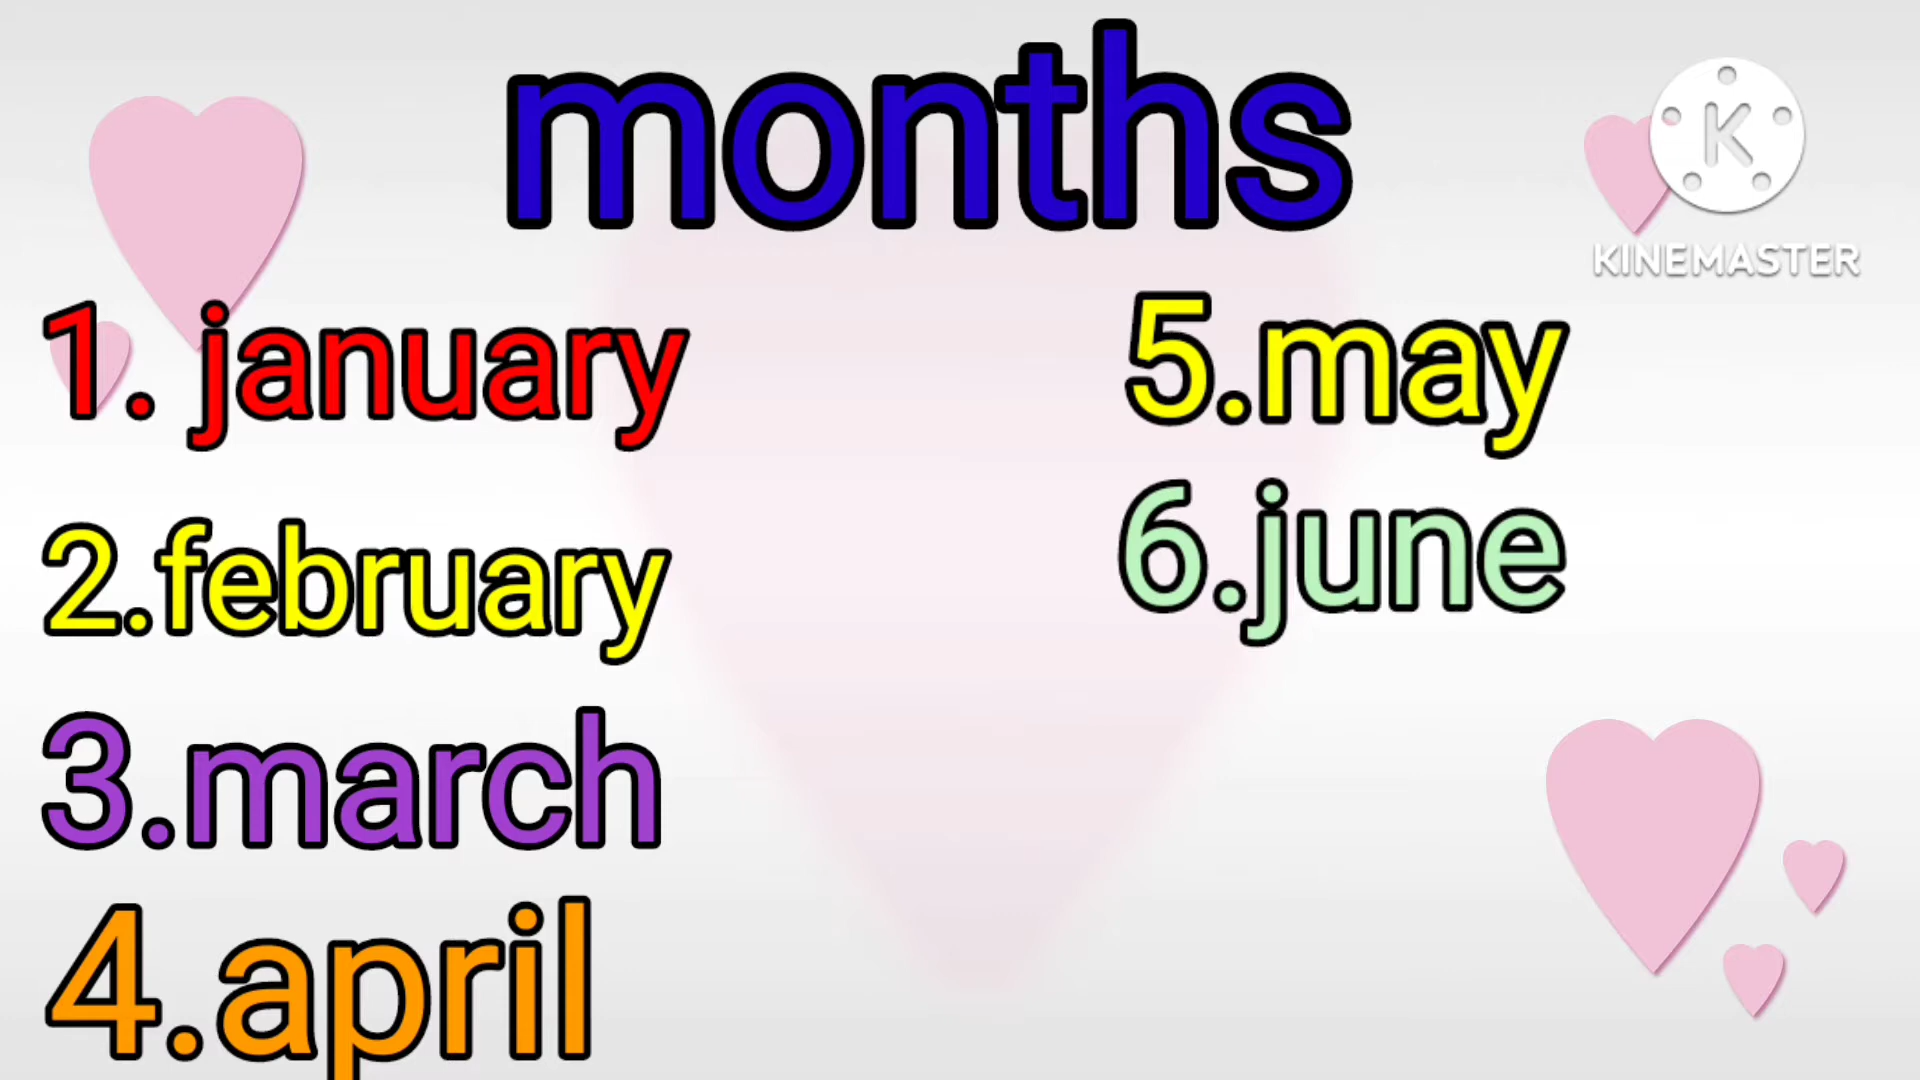 months
K
KINEMASTER
1. january
2.february
3.march
4.april
5.may
6.june